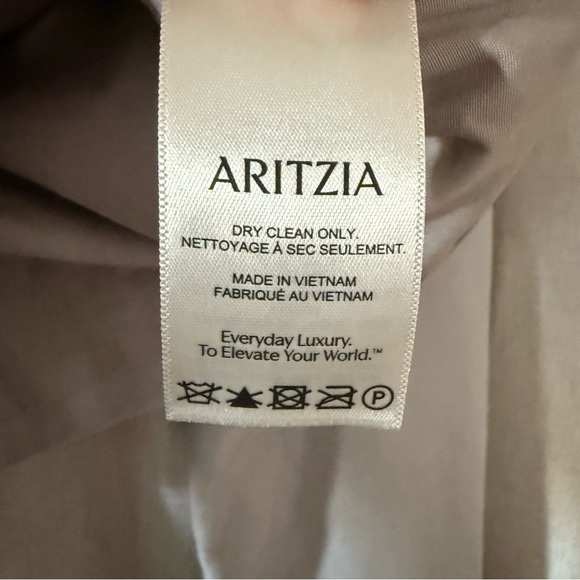 ARITZIA
DRY CLEAN ONLY.
NETTOYAGE À SEC SEULEMENT.
MADE IN VIETNAM
FABRIQUÉ AU VIETNAM
Everyday Luxury.
To Elevate Your World.™
P